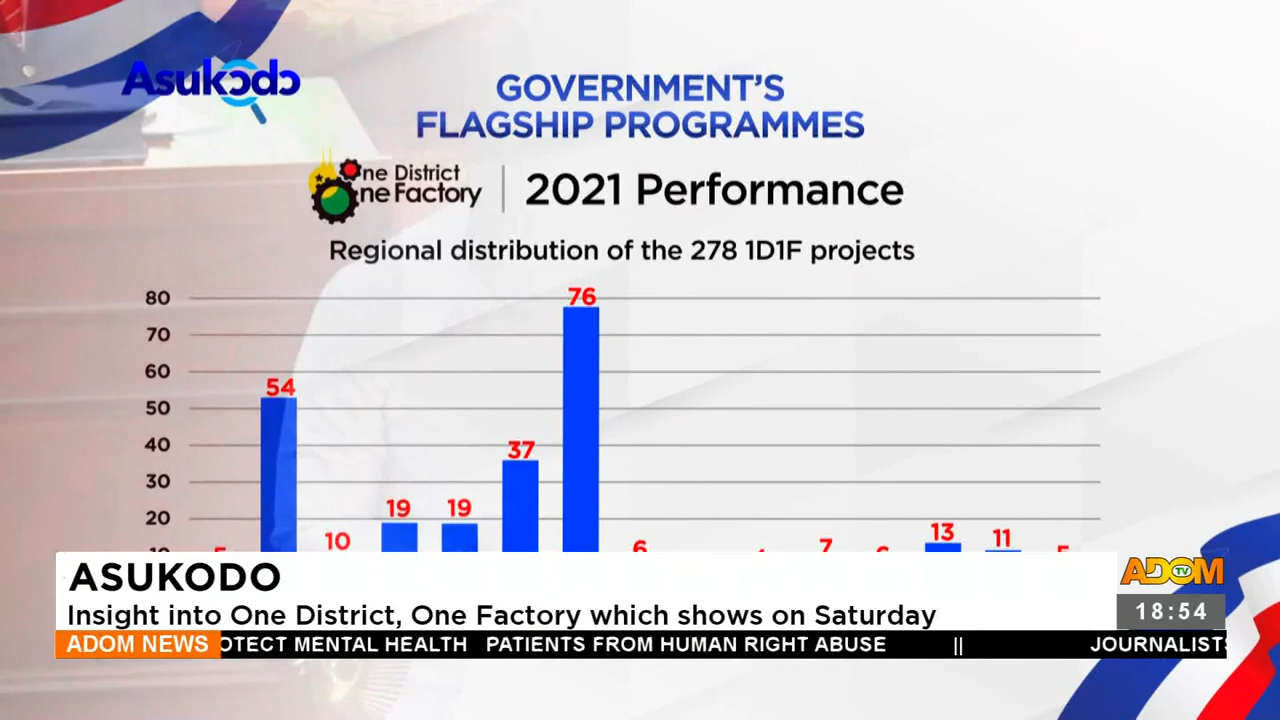 Asukɔdɔ
GOVERNMENT'S
FLAGSHIP PROGRAMMES
One District
One Factory
2021 Performance
Regional distribution of the 278 1D1F projects
80
70
60
50
40
30
20
76
54
37
19
19
10
6
7
13
11
ASUKODO
Insight into One District, One Factory which shows on Saturday
ADOM TV
18:54
ADOM NEWS
OTECT MENTAL HEALTH PATIENTS FROM HUMAN RIGHT ABUSE || JOURNALISTS